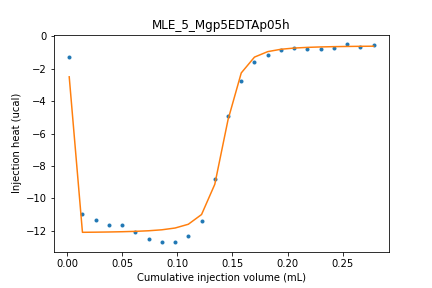 MLE_5_Mgp5EDTAp05h
Injection heat (ucal)
0
−2
−4
−6
−8
−10
−12
0.00 0.05 0.10 0.15 0.20 0.25
Cumulative injection volume (mL)